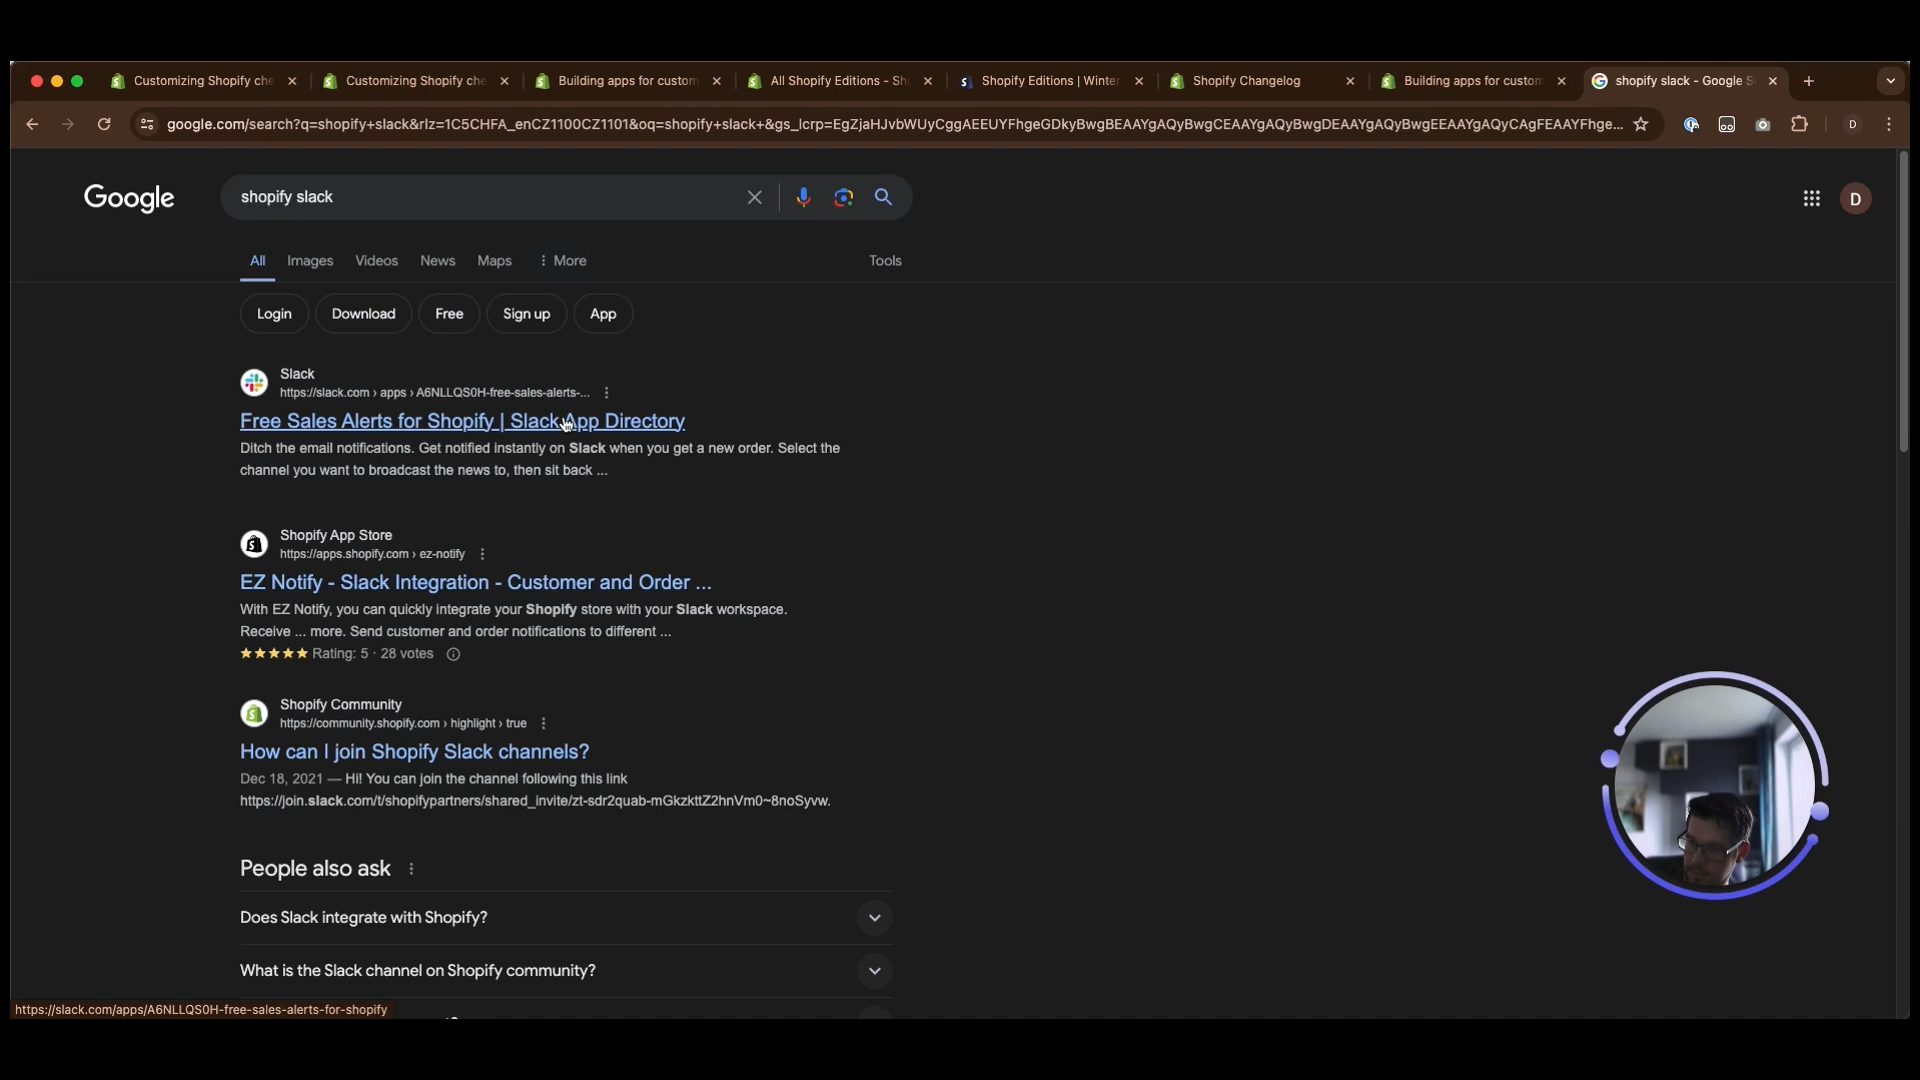 Customizing Shopify che
Customizing Shopify che
Building apps for custom
All Shopify Editions - Sh
Shopify Editions | Winter
Shopify Changelog
Building apps for custom
shopify slack - Google S
google.com/search?q=shopify+slack&rlz=1C5CHFA_enCZ1100CZ1101&oq=shopify+slack+&gs_lcrp=EgZjaHJvbWUyCggAEEUYFhgeGDkyBwgBEAAYgAQyBwgCEAAYgAQyBwgDEAAYgAQyBwgEEAAYgAQyCAgFEAAYFhge...
D
Google
shopify slack
D
All
Images
Videos
News
Maps
More
Tools
Login
Download
Free
Sign up
App
Slack
https://slack.com › apps › A6NLLQS0H-free-sales-alerts-...
Free Sales Alerts for Shopify | Slack App Directory
Ditch the email notifications. Get notified instantly on Slack when you get a new order. Select the
channel you want to broadcast the news to, then sit back ...
Shopify App Store
https://apps.shopify.com › ez-notify
EZ Notify - Slack Integration - Customer and Order ...
With EZ Notify, you can quickly integrate your Shopify store with your Slack workspace.
Receive ... more. Send customer and order notifications to different ...
Rating: 5 · 28 votes
Shopify Community
https://community.shopify.com › highlight › true
How can I join Shopify Slack channels?
Dec 18, 2021 — Hi! You can join the channel following this link
https://join.slack.com/t/shopifypartners/shared_invite/zt-sdr2quab-mGkzkttZ2hnVm0~8noSyvw.
People also ask
Does Slack integrate with Shopify?
What is the Slack channel on Shopify community?
https://slack.com/apps/A6NLLQS0H-free-sales-alerts-for-shopify